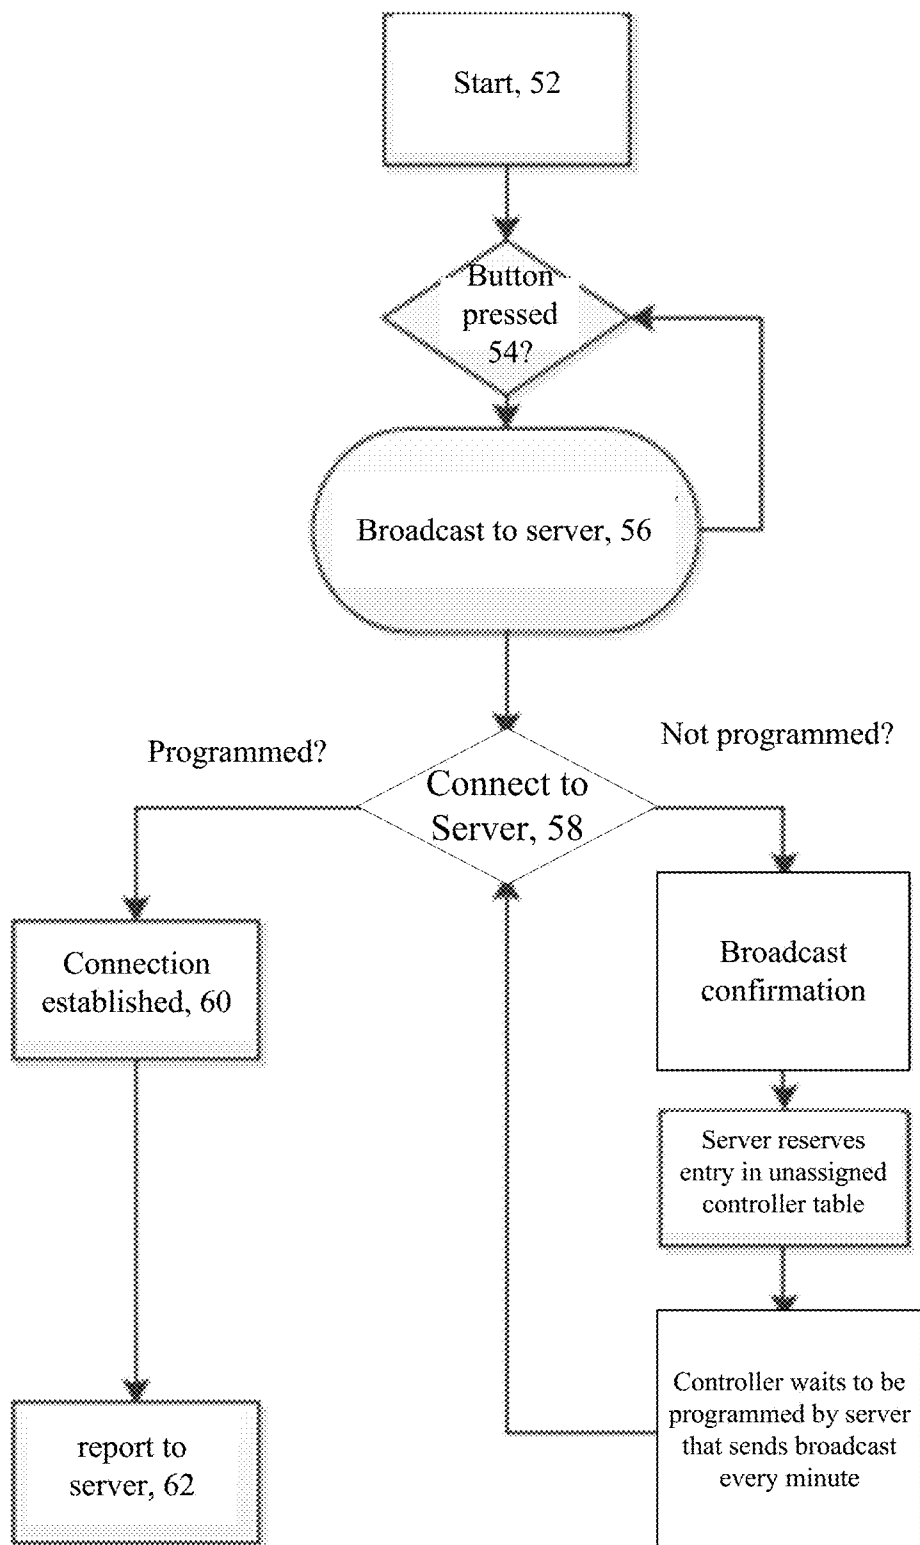 Start, 52
Button
pressed
54?
Broadcast to server, 56
Programmed?
Not programmed?
Connect to
Server, 58
Connection
established, 60
Broadcast
confirmation
Server reserves
entry in unassigned
controller table
Controller waits to be
programmed by server
that sends broadcast
every minute
report to
server, 62